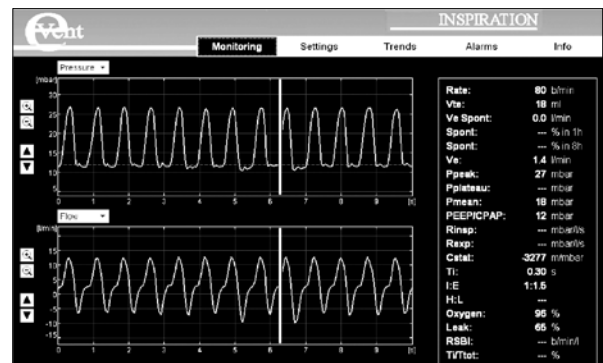 eVent
INSPIRATION
Monitoring Settings Trends Alarms Info
Pressure
[mbar]
30
25
20
15
10
5
0 1 2 3 4 5 6 7 8 9 [s]
Flow
[l/min]
15
10
5
0
-5
-10
-15
0 1 2 3 4 5 6 7 8 9 [s]
Rate: 80 b/min
Vte: 18 ml
Ve Spont: 0.0 l/min
Spont: --- % in 1h
Spont: --- % in 8h
Ve: 1.4 l/min
Ppeak: 27 mbar
Pplateau: --- mbar
Pmean: 18 mbar
PEEP|CPAP: 12 mbar
Rinsp: --- mbar/l/s
Rexp: --- mbar/l/s
Cstat: -3277 m/mbar
Ti: 0.30 s
I:E 1:1.5
H:L ---
Oxygen: 95 %
Leak: 65 %
RSBI: --- b/min/l
Ti/Ttot: --- %